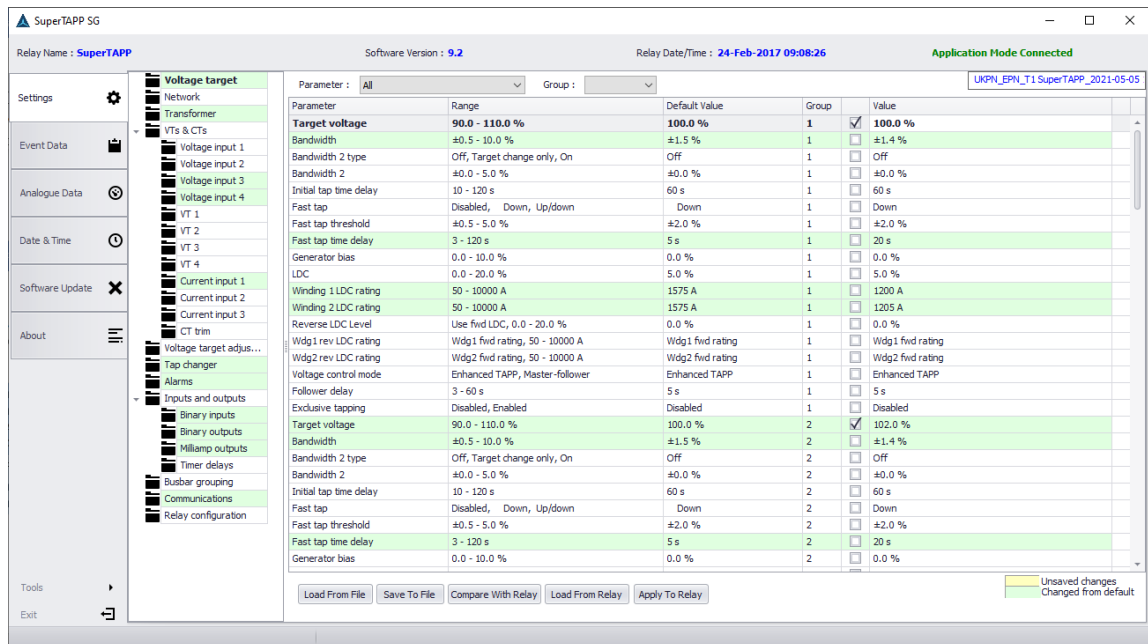 SuperTAPP SG
Relay Name : SuperTAPP Software Version : 9.2 Relay Date/Time : 24-Feb-2017 09:08:26 Application Mode Connected
Settings
Event Data
Analogue Data
Date & Time
Software Update
About
Tools
Exit
Voltage target
Network
Transformer
VTs & CTs
Voltage input 1
Voltage input 2
Voltage input 3
Voltage input 4
VT 1
VT 2
VT 3
VT 4
Current input 1
Current input 2
Current input 3
CT trim
Voltage target adjus...
Tap changer
Alarms
Inputs and outputs
Binary inputs
Binary outputs
Milliamp outputs
Timer delays
Busbar grouping
Communications
Relay configuration
Parameter : All Group :
UKPN_EPN_T1 SuperTAPP_2021-05-05
Parameter Range Default Value Group Value
Target voltage 90.0 - 110.0 % 100.0 % 1 100.0 %
Bandwidth ±0.5 - 10.0 % ±1.5 % 1 ±1.4 %
Bandwidth 2 type Off, Target change only, On Off 1 Off
Bandwidth 2 ±0.0 - 5.0 % ±0.0 % 1 ±0.0 %
Initial tap time delay 10 - 120 s 60 s 1 60 s
Fast tap Disabled, Down, Up/down Down 1 Down
Fast tap threshold ±0.5 - 5.0 % ±2.0 % 1 ±2.0 %
Fast tap time delay 3 - 120 s 5 s 1 20 s
Generator bias 0.0 - 10.0 % 0.0 % 1 0.0 %
LDC 0.0 - 20.0 % 5.0 % 1 5.0 %
Winding 1 LDC rating 50 - 10000 A 1575 A 1 1200 A
Winding 2 LDC rating 50 - 10000 A 1575 A 1 1205 A
Reverse LDC Level Use fwd LDC, 0.0 - 20.0 % 0.0 % 1 0.0 %
Wdg1 rev LDC rating Wdg1 fwd rating, 50 - 10000 A Wdg1 fwd rating 1 Wdg1 fwd rating
Wdg2 rev LDC rating Wdg2 fwd rating, 50 - 10000 A Wdg2 fwd rating 1 Wdg2 fwd rating
Voltage control mode Enhanced TAPP, Master-follower Enhanced TAPP 1 Enhanced TAPP
Follower delay 3 - 60 s 5 s 1 5 s
Exclusive tapping Disabled, Enabled Disabled 1 Disabled
Target voltage 90.0 - 110.0 % 100.0 % 2 102.0 %
Bandwidth ±0.5 - 10.0 % ±1.5 % 2 ±1.4 %
Bandwidth 2 type Off, Target change only, On Off 2 Off
Bandwidth 2 ±0.0 - 5.0 % ±0.0 % 2 ±0.0 %
Initial tap time delay 10 - 120 s 60 s 2 60 s
Fast tap Disabled, Down, Up/down Down 2 Down
Fast tap threshold ±0.5 - 5.0 % ±2.0 % 2 ±2.0 %
Fast tap time delay 3 - 120 s 5 s 2 20 s
Generator bias 0.0 - 10.0 % 0.0 % 2 0.0 %
Load From File Save To File Compare With Relay Load From Relay Apply To Relay
Unsaved changes
Changed from default